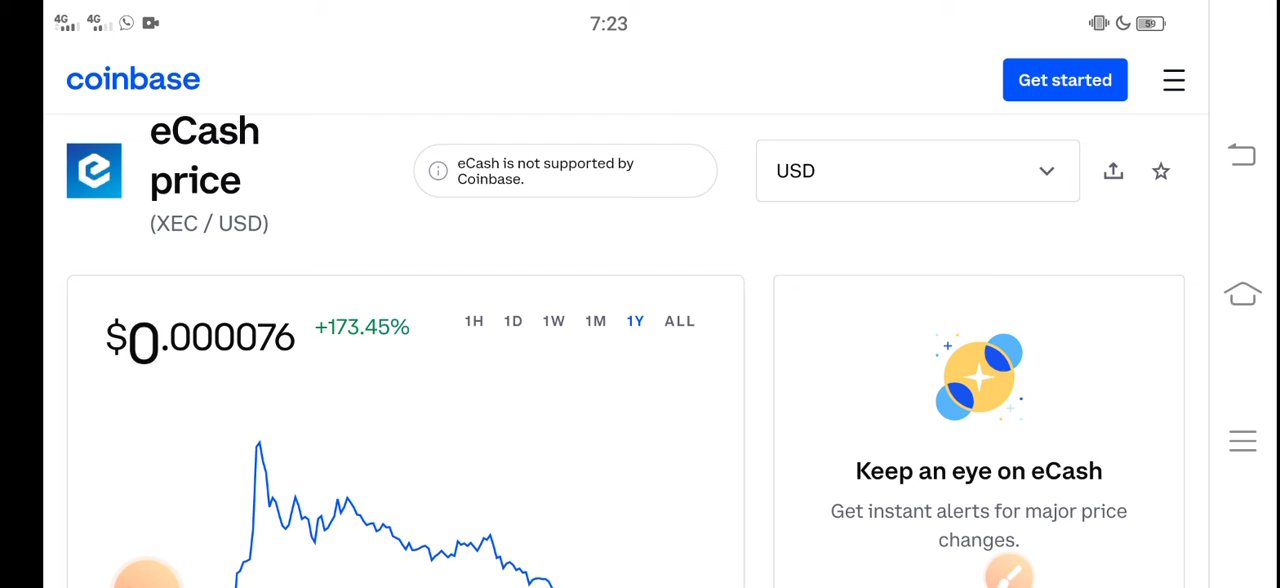 4G 4G 7:23 59
coinbase
Get started
eCash
price
(XEC / USD)
eCash is not supported by
Coinbase.
USD
$0.000076 +173.45%
1H 1D 1W 1M 1Y ALL
Keep an eye on eCash
Get instant alerts for major price
changes.